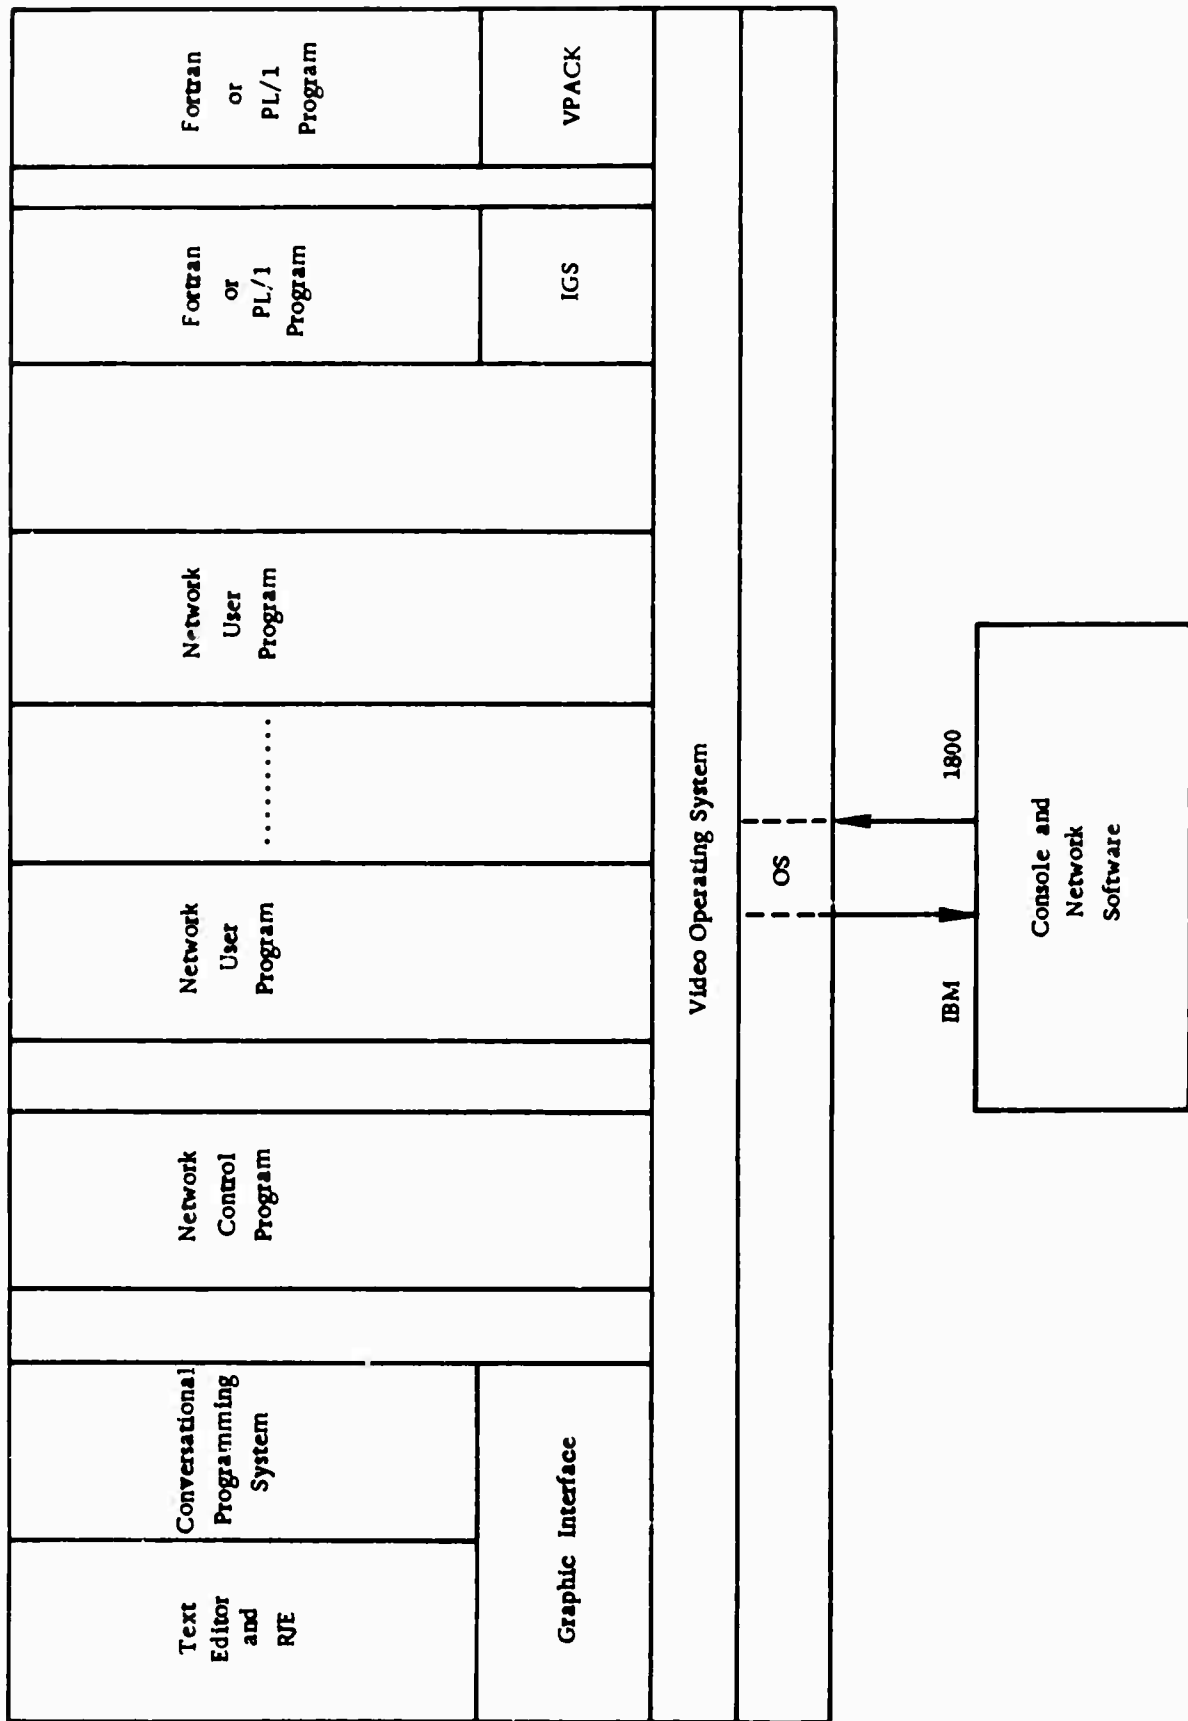 Text
Editor
and
RJE
Conversational
Programming
System
Graphic Interface
Network
Control
Program
Network
User
Program
..........
Network
User
Program
Fortran
or
PL/1
Program
IGS
Fortran
or
PL/1
Program
VPACK
Video Operating System
OS
IBM
1800
Console and
Network
Software